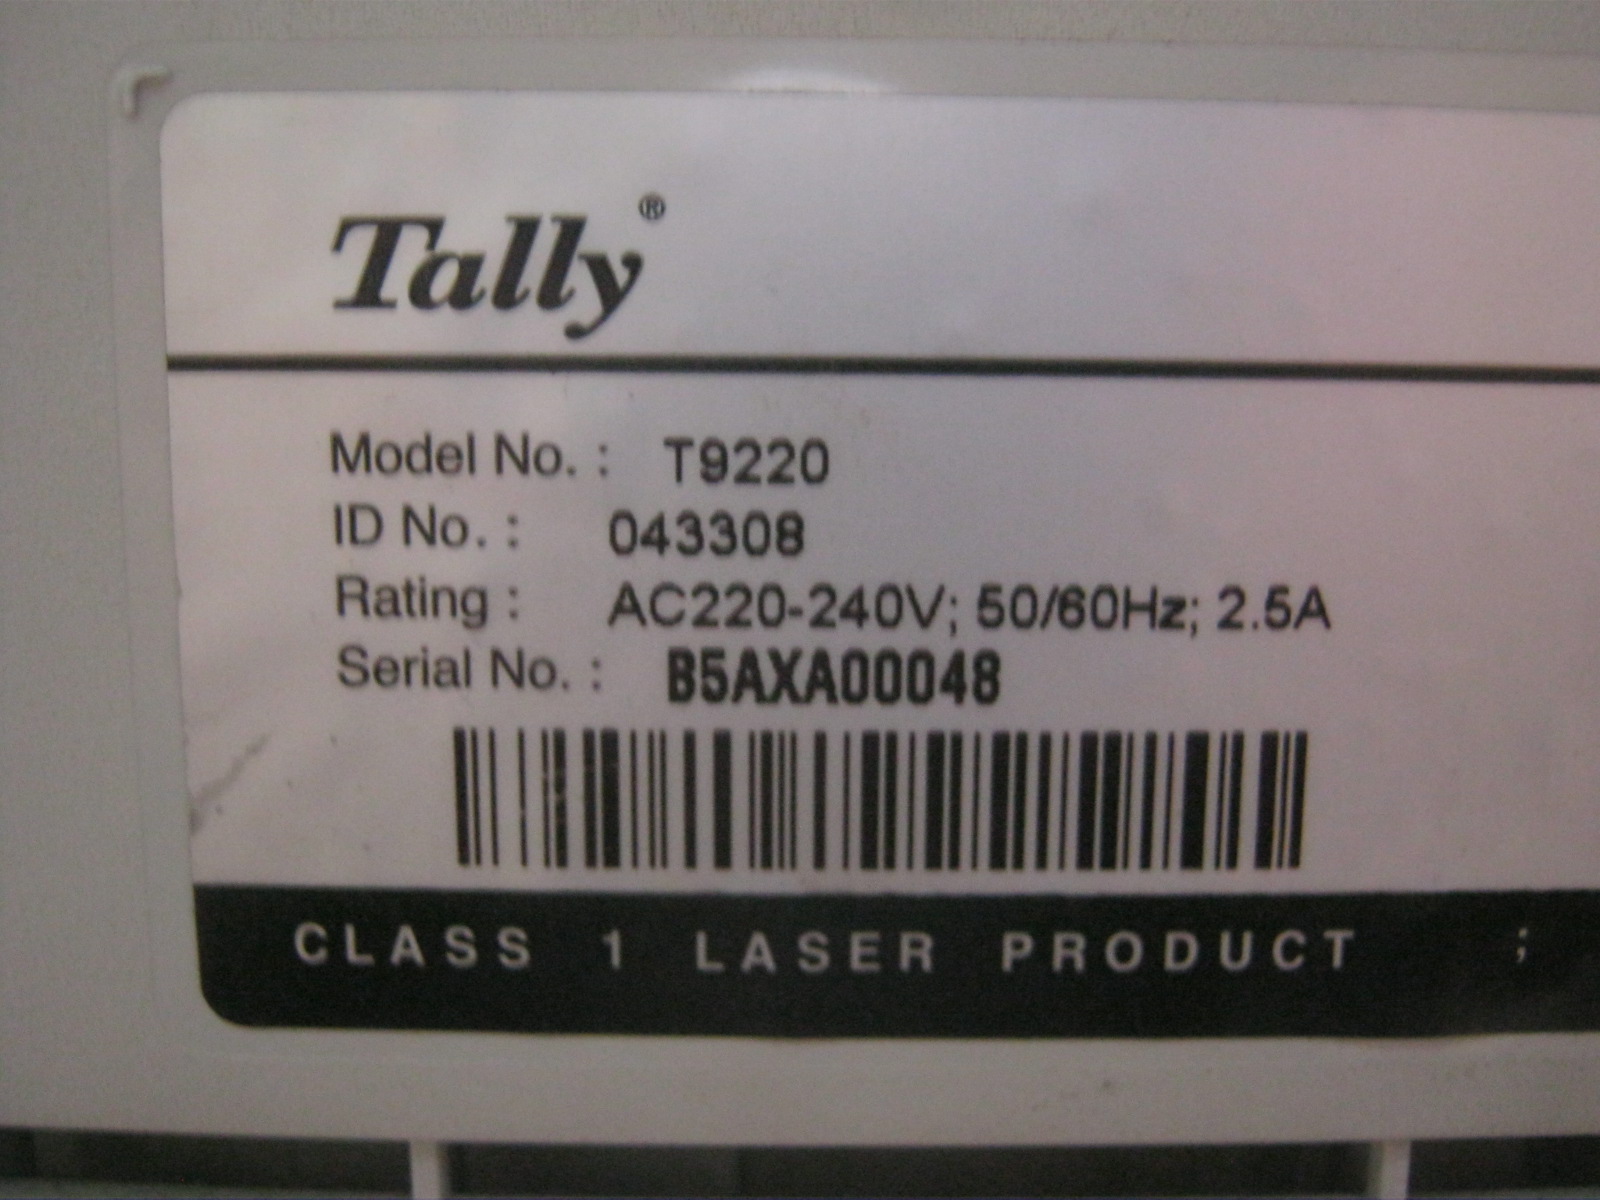 Tally®
Model No. : T9220
ID No. : 043308
Rating : AC220-240V; 50/60Hz; 2.5A
Serial No. : B5AXA00048
CLASS 1 LASER PRODUCT ;